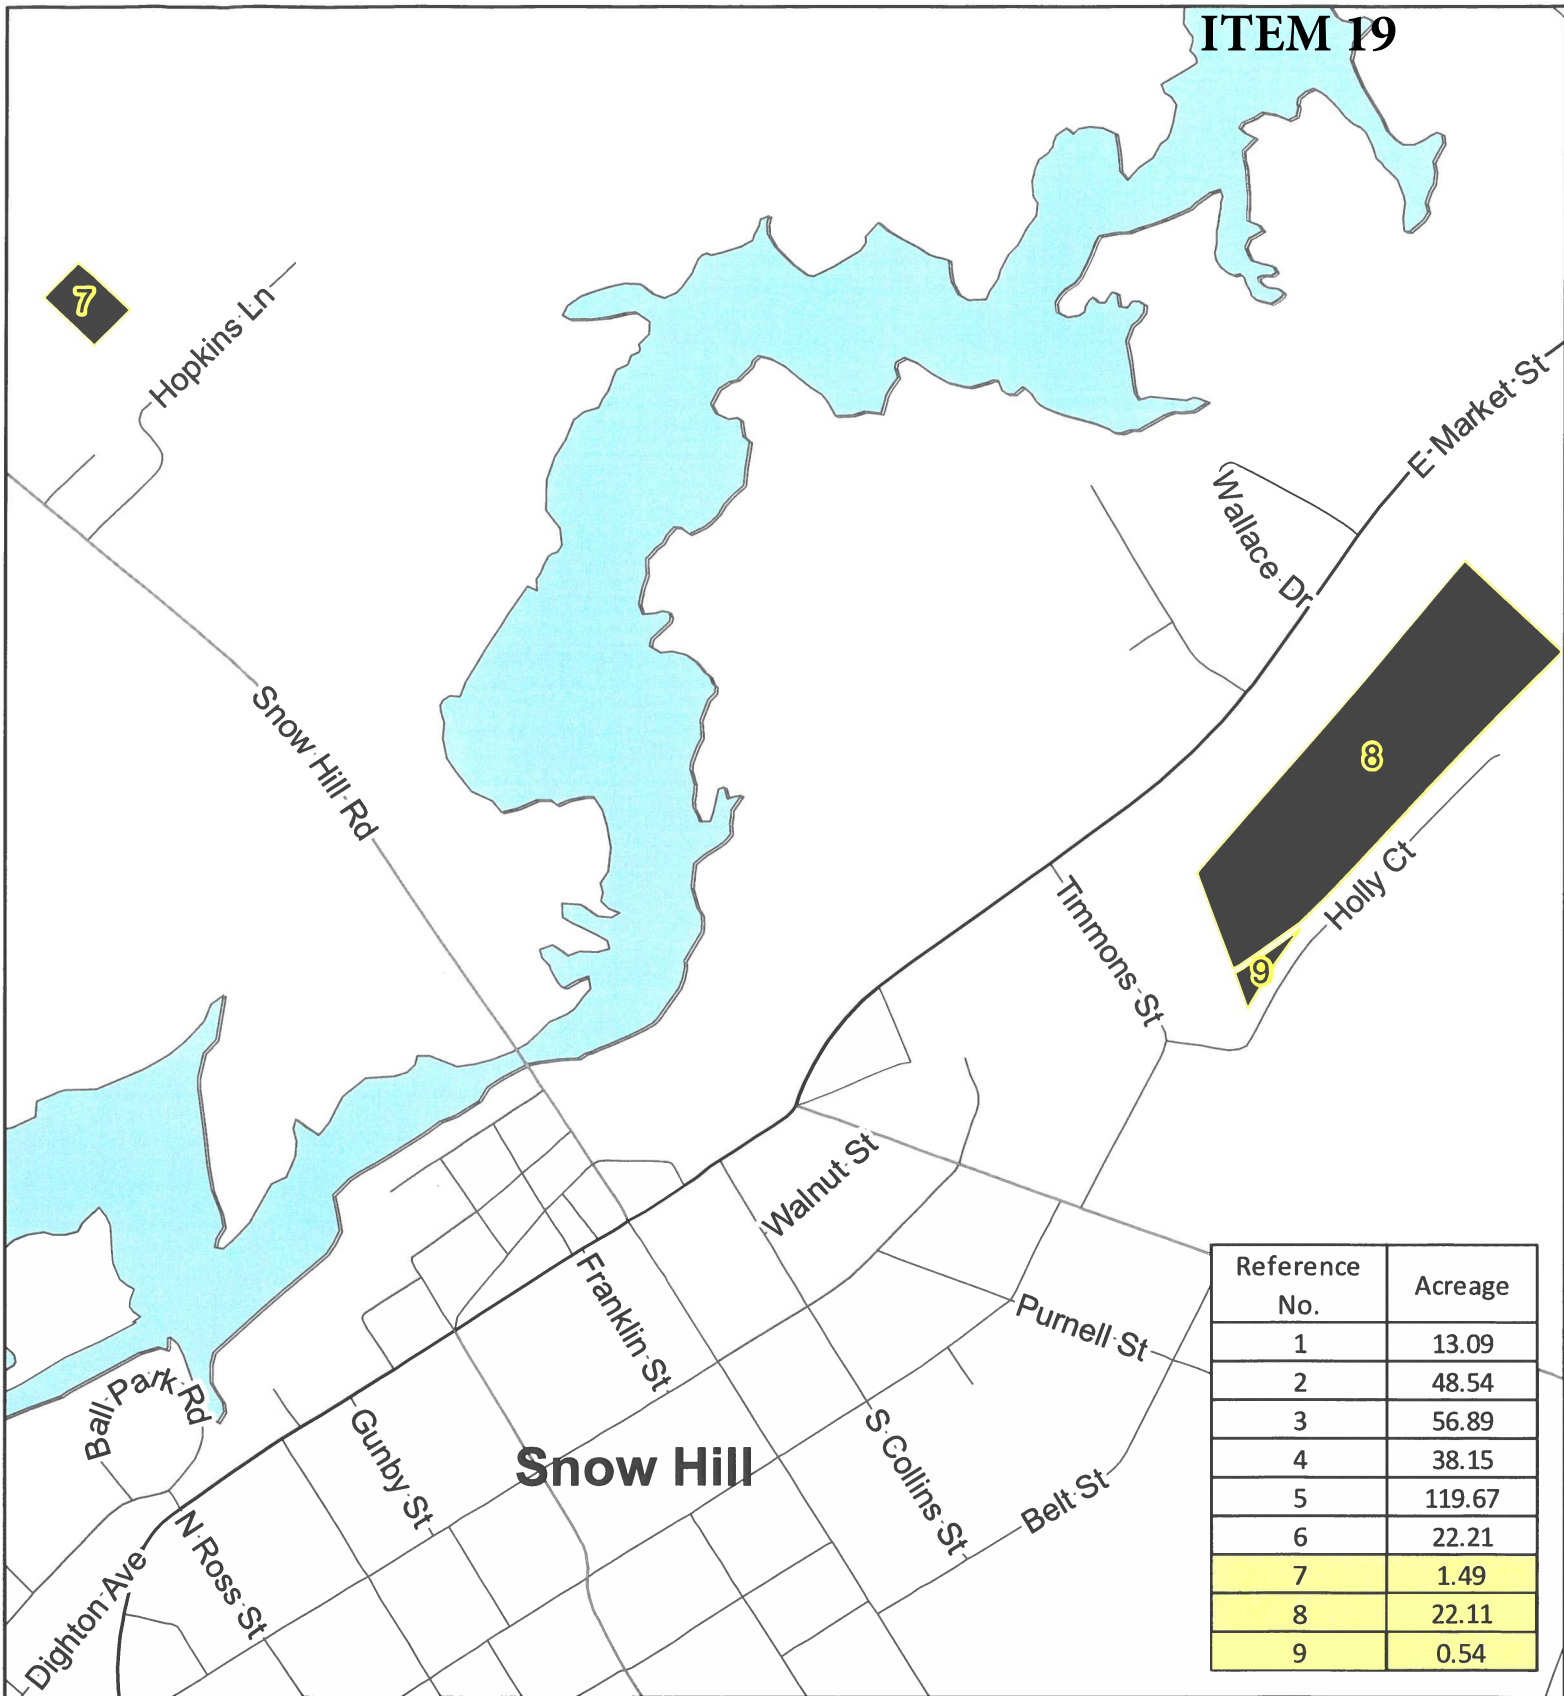 ITEM 19
7
Hopkins Ln
E Market St
Wallace Dr
Snow Hill Rd
8
Holly Ct
Timmons St
9
Walnut St
Franklin St
Purnell St
Ball Park Rd
Gunby St
Snow Hill
S Collins St
Belt St
N Ross St
Dighton Ave
Reference No. Acreage
1 13.09
2 48.54
3 56.89
4 38.15
5 119.67
6 22.21
7 1.49
8 22.11
9 0.54